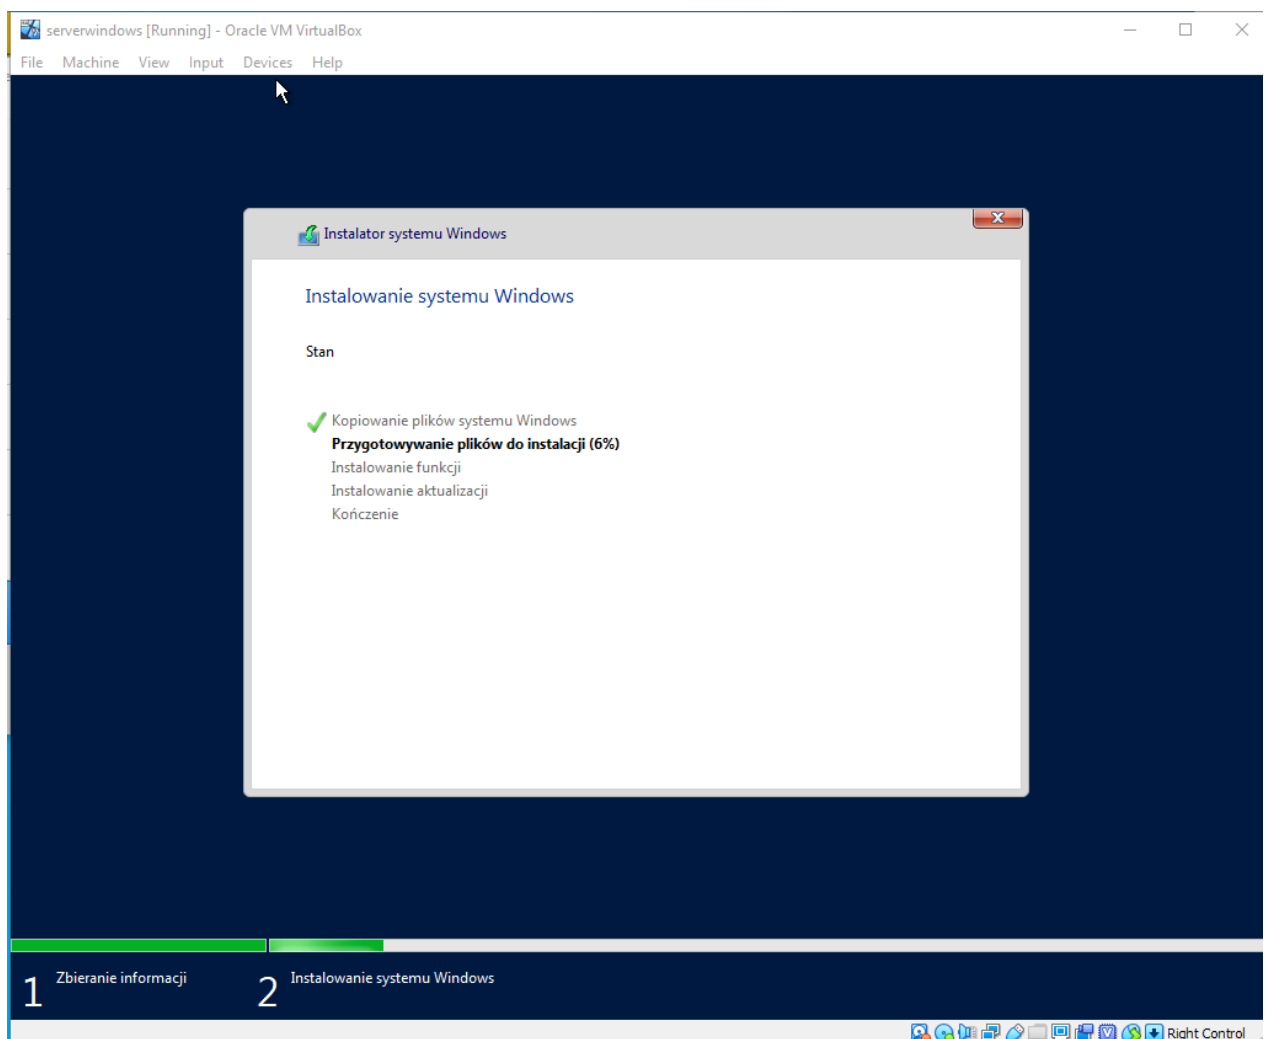 serverwindows [Running] - Oracle VM VirtualBox
File Machine View Input Devices Help
Instalator systemu Windows
Instalowanie systemu Windows
Stan
Kopiowanie plików systemu Windows
Przygotowywanie plików do instalacji (6%)
Instalowanie funkcji
Instalowanie aktualizacji
Kończenie
1 Zbieranie informacji 2 Instalowanie systemu Windows
Right Control